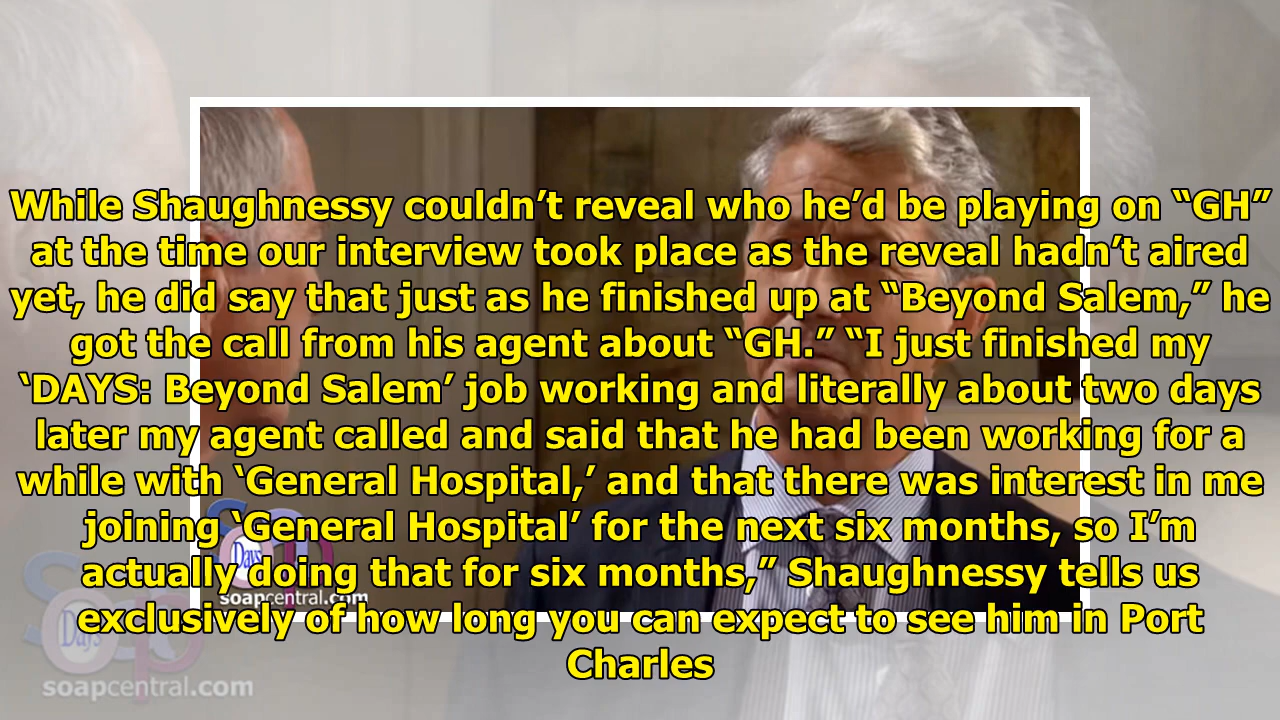 While Shaughnessy couldn’t reveal who he’d be playing on “GH”
at the time our interview took place as the reveal hadn’t aired
yet, he did say that just as he finished up at “Beyond Salem,” he
got the call from his agent about “GH.” “I just finished my
‘DAYS: Beyond Salem’ job working and literally about two days
later my agent called and said that he had been working for a
while with ‘General Hospital,’ and that there was interest in me
joining ‘General Hospital’ for the next six months, so I’m
actually doing that for six months,” Shaughnessy tells us
exclusively of how long you can expect to see him in Port
Charles
Days
soapcentral.com
SOap
Days
soapcentral.com